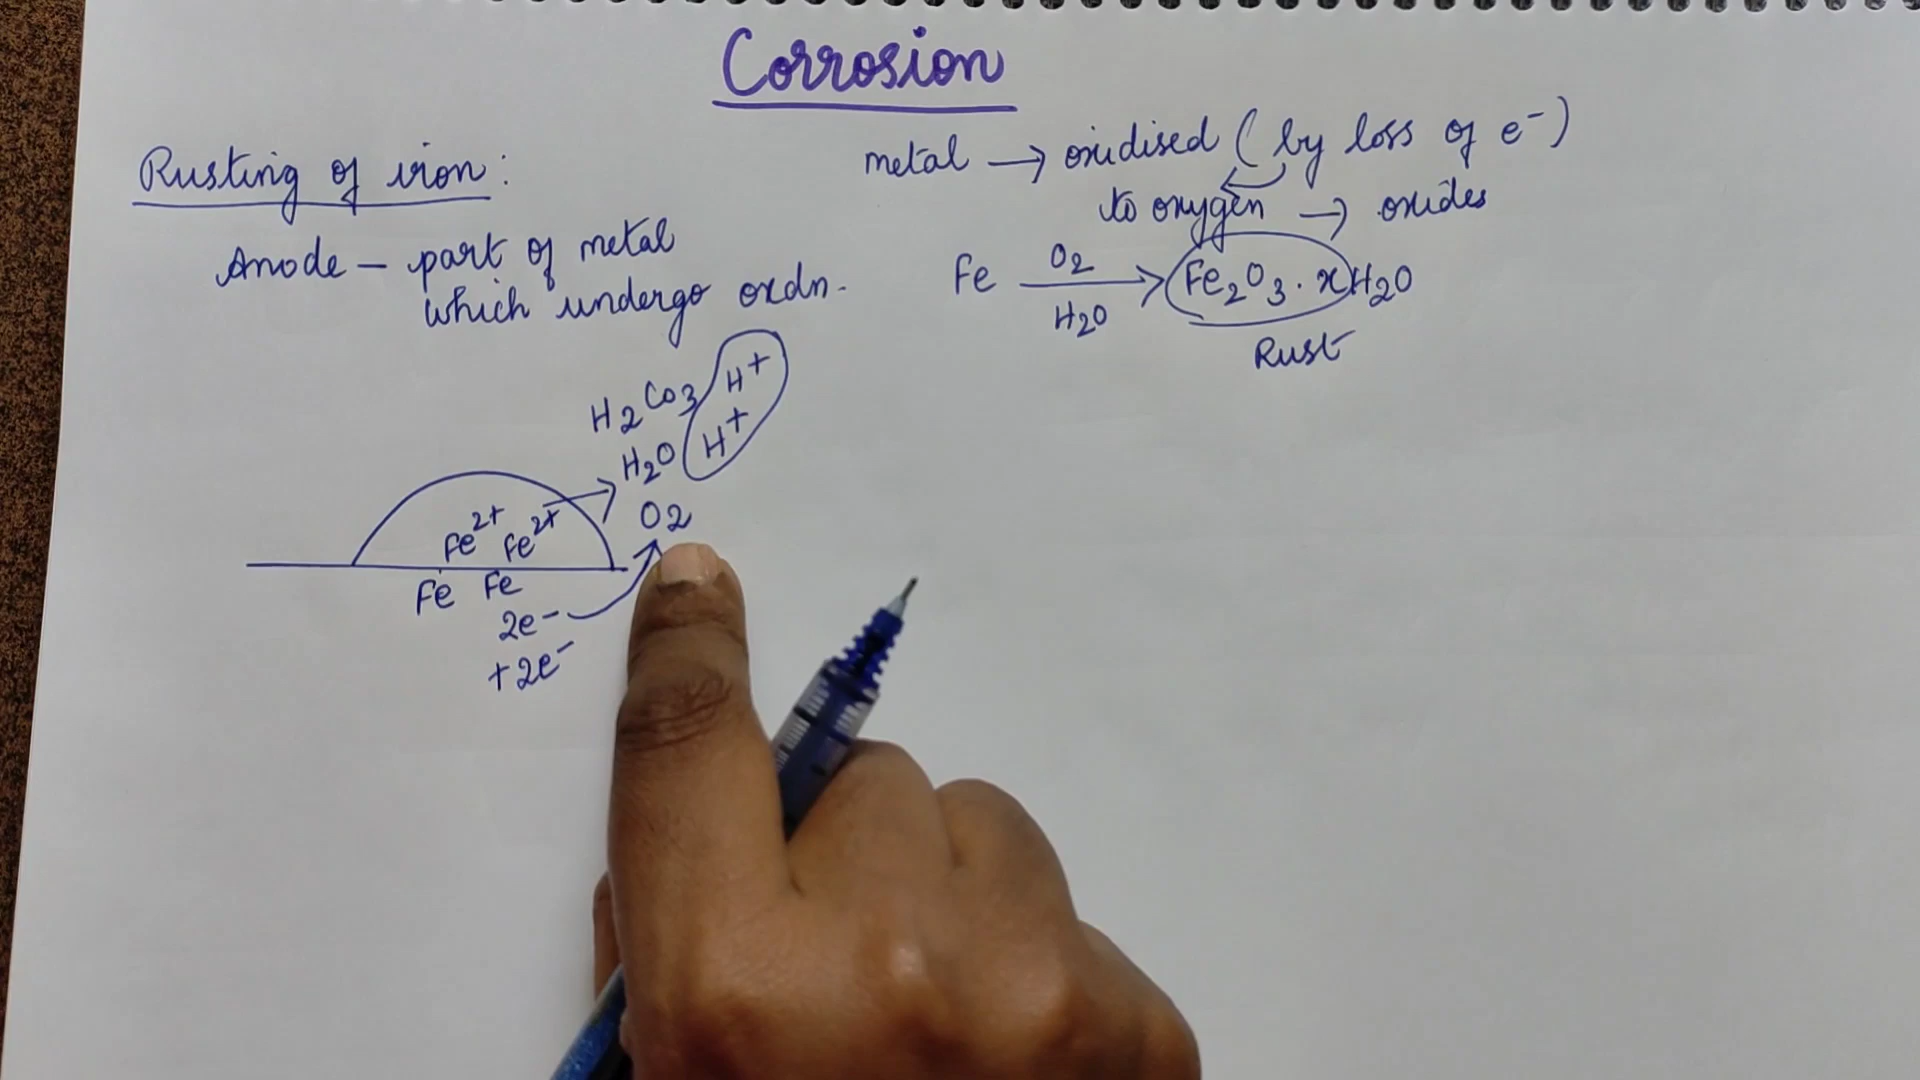 Corrosion
Rusting of iron:
Anode – part of metal
which undergo oxdn.
metal → oxidised (by loss of e⁻)
to oxygen → oxides
Fe O₂ H₂O → Fe₂O₃·xH₂O
Rust
H₂Co₃ H⁺
H₂O H⁺
O₂
Fe²⁺ Fe²⁺
Fe Fe
2e⁻
+2e⁻